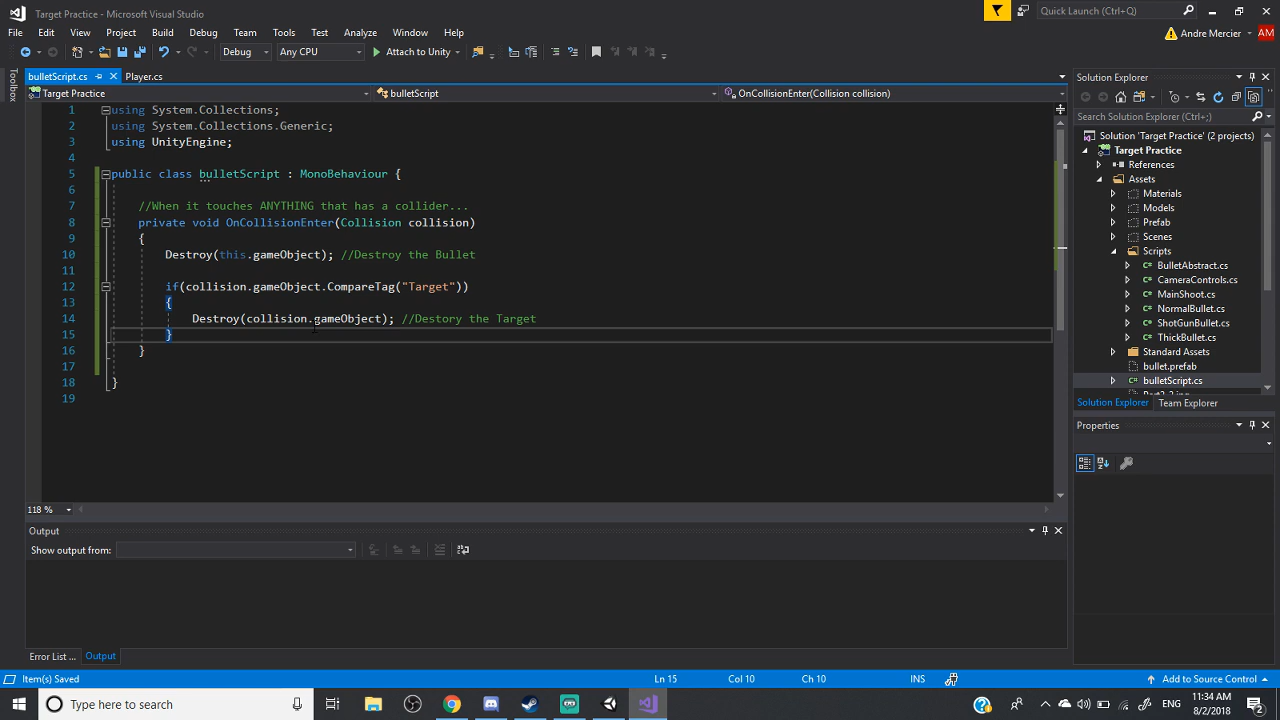 Target Practice - Microsoft Visual Studio
Quick Launch (Ctrl+Q)
File Edit View Project Build Debug Team Tools Test Analyze Window Help
Andre Mercier AM
Debug Any CPU Attach to Unity
Toolbox
bulletScript.cs Player.cs
Target Practice bulletScript OnCollisionEnter(Collision collision)
1 using System.Collections;
2 using System.Collections.Generic;
3 using UnityEngine;
4
5 public class bulletScript : MonoBehaviour {
6
7 //When it touches ANYTHING that has a collider...
8 private void OnCollisionEnter(Collision collision)
9 {
10 Destroy(this.gameObject); //Destroy the Bullet
11
12 if(collision.gameObject.CompareTag("Target"))
13 {
14 Destroy(collision.gameObject); //Destory the Target
15 }
16 }
17
18 }
19
118 %
Output
Show output from:
Error List ... Output
Solution Explorer
Search Solution Explorer (Ctrl+;)
Solution 'Target Practice' (2 projects)
Target Practice
References
Assets
Materials
Models
Prefab
Scenes
Scripts
BulletAbstract.cs
CameraControls.cs
MainShoot.cs
NormalBullet.cs
ShotGunBullet.cs
ThickBullet.cs
Standard Assets
bullet.prefab
bulletScript.cs
Solution Explorer Team Explorer
Properties
Item(s) Saved Ln 15 Col 10 Ch 10 INS Add to Source Control
Type here to search
ENG
11:34 AM
8/2/2018
2